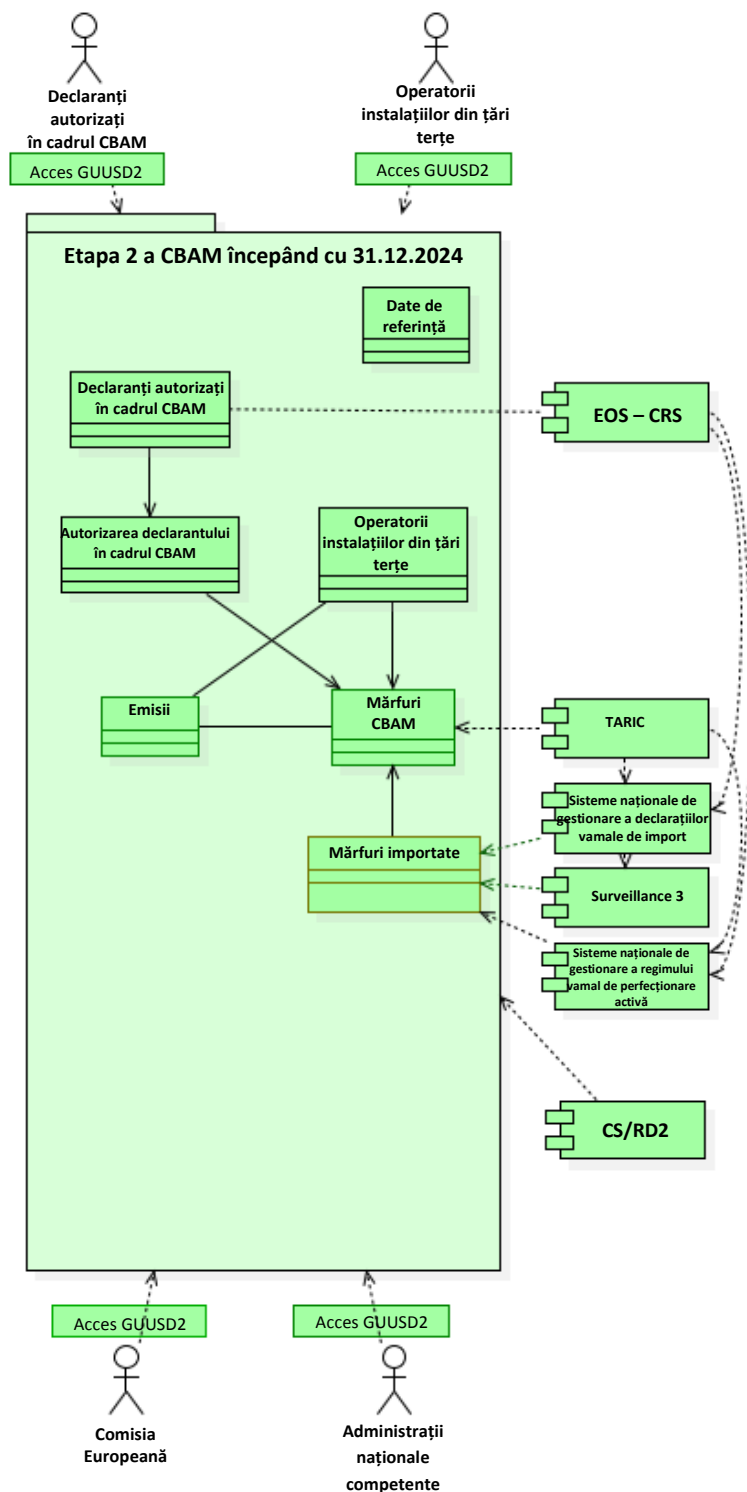 Declaranți
autorizați
în cadrul CBAM
Acces GUUSD2
Operatorii
instalațiilor din țări
terțe
Acces GUUSD2
Etapa 2 a CBAM începând cu 31.12.2024
Date de
referință
Declaranți autorizați
în cadrul CBAM
EOS – CRS
Autorizarea declarantului
în cadrul CBAM
Operatorii
instalațiilor din țări
terțe
Emisii
Mărfuri
CBAM
TARIC
Sisteme naționale de
gestionare a declarațiilor
vamale de import
Mărfuri importate
Surveillance 3
Sisteme naționale de
gestionare a regimului
vamal de perfecționare
activă
CS/RD2
Acces GUUSD2
Comisia
Europeană
Acces GUUSD2
Administrații
naționale
competente